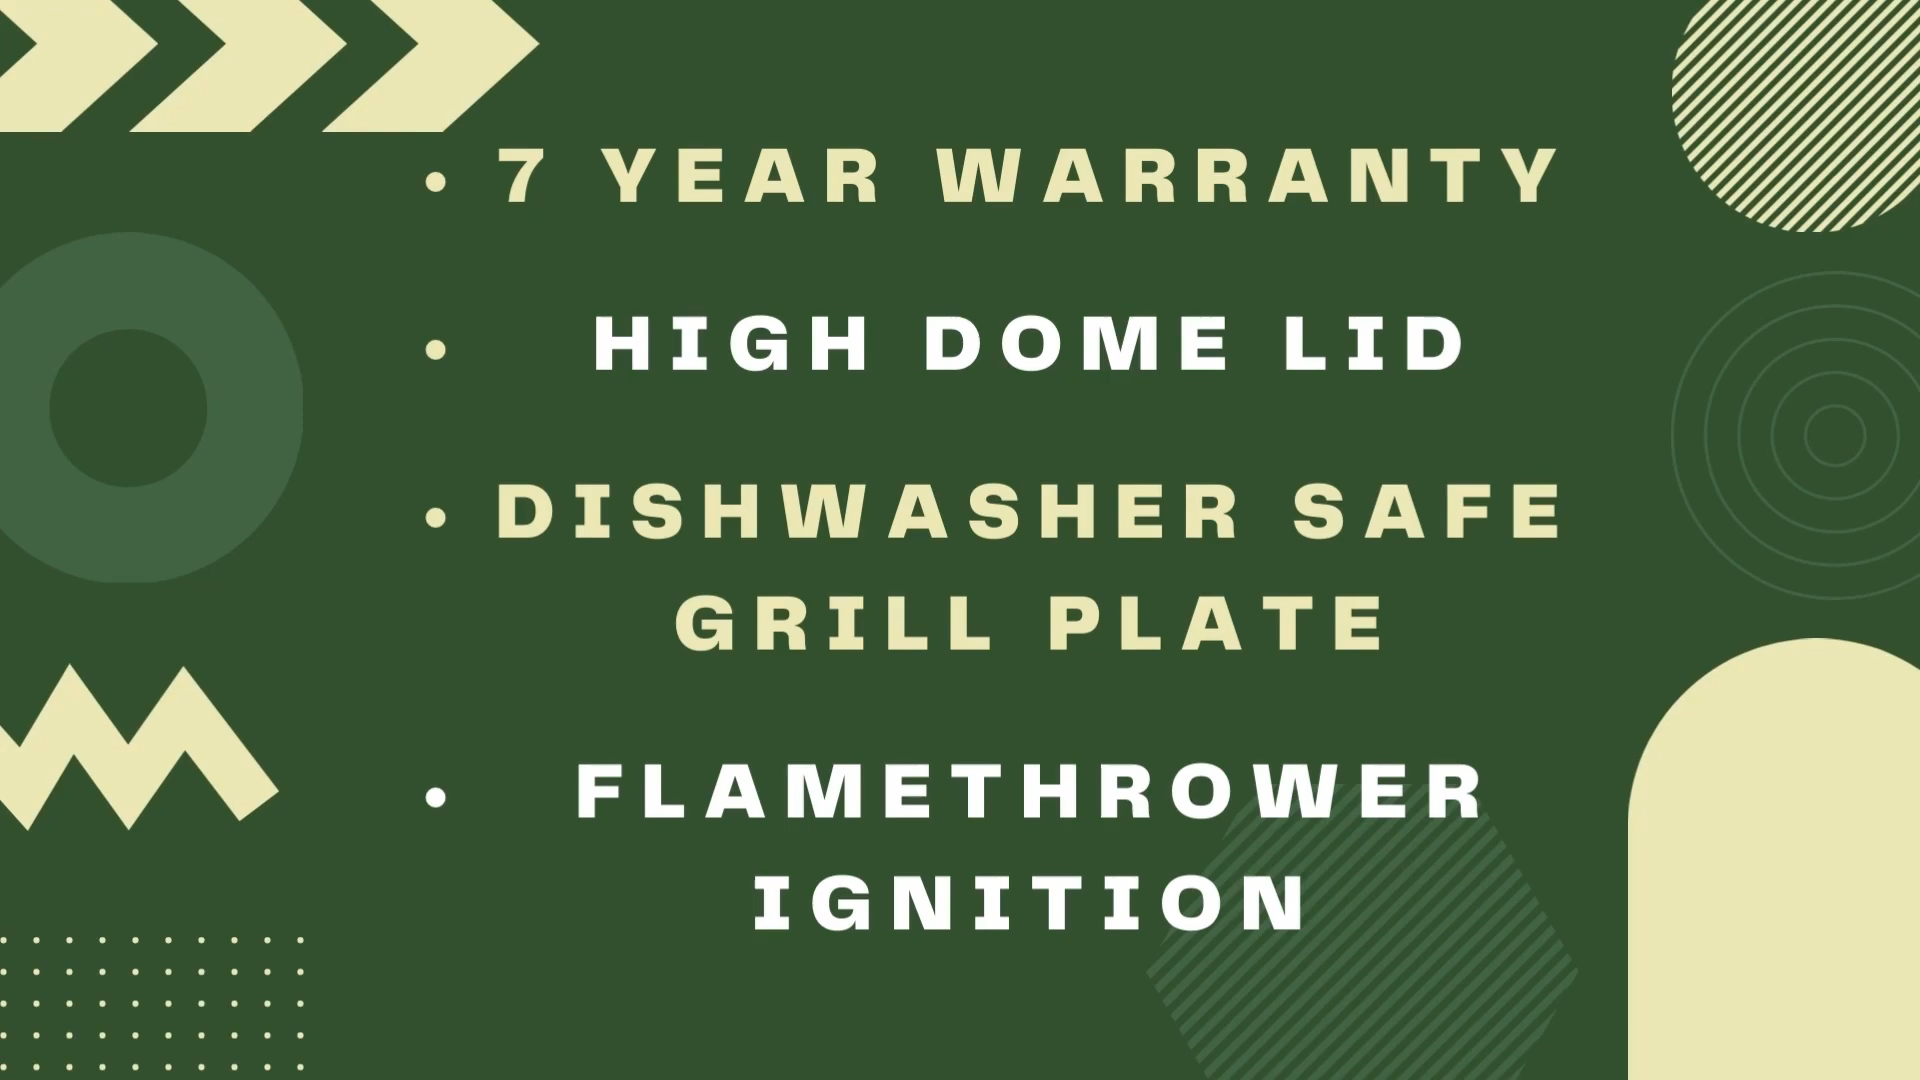 • 7 YEAR WARRANTY
• HIGH DOME LID
• DISHWASHER SAFE
GRILL PLATE
• FLAMETHROWER
IGNITION